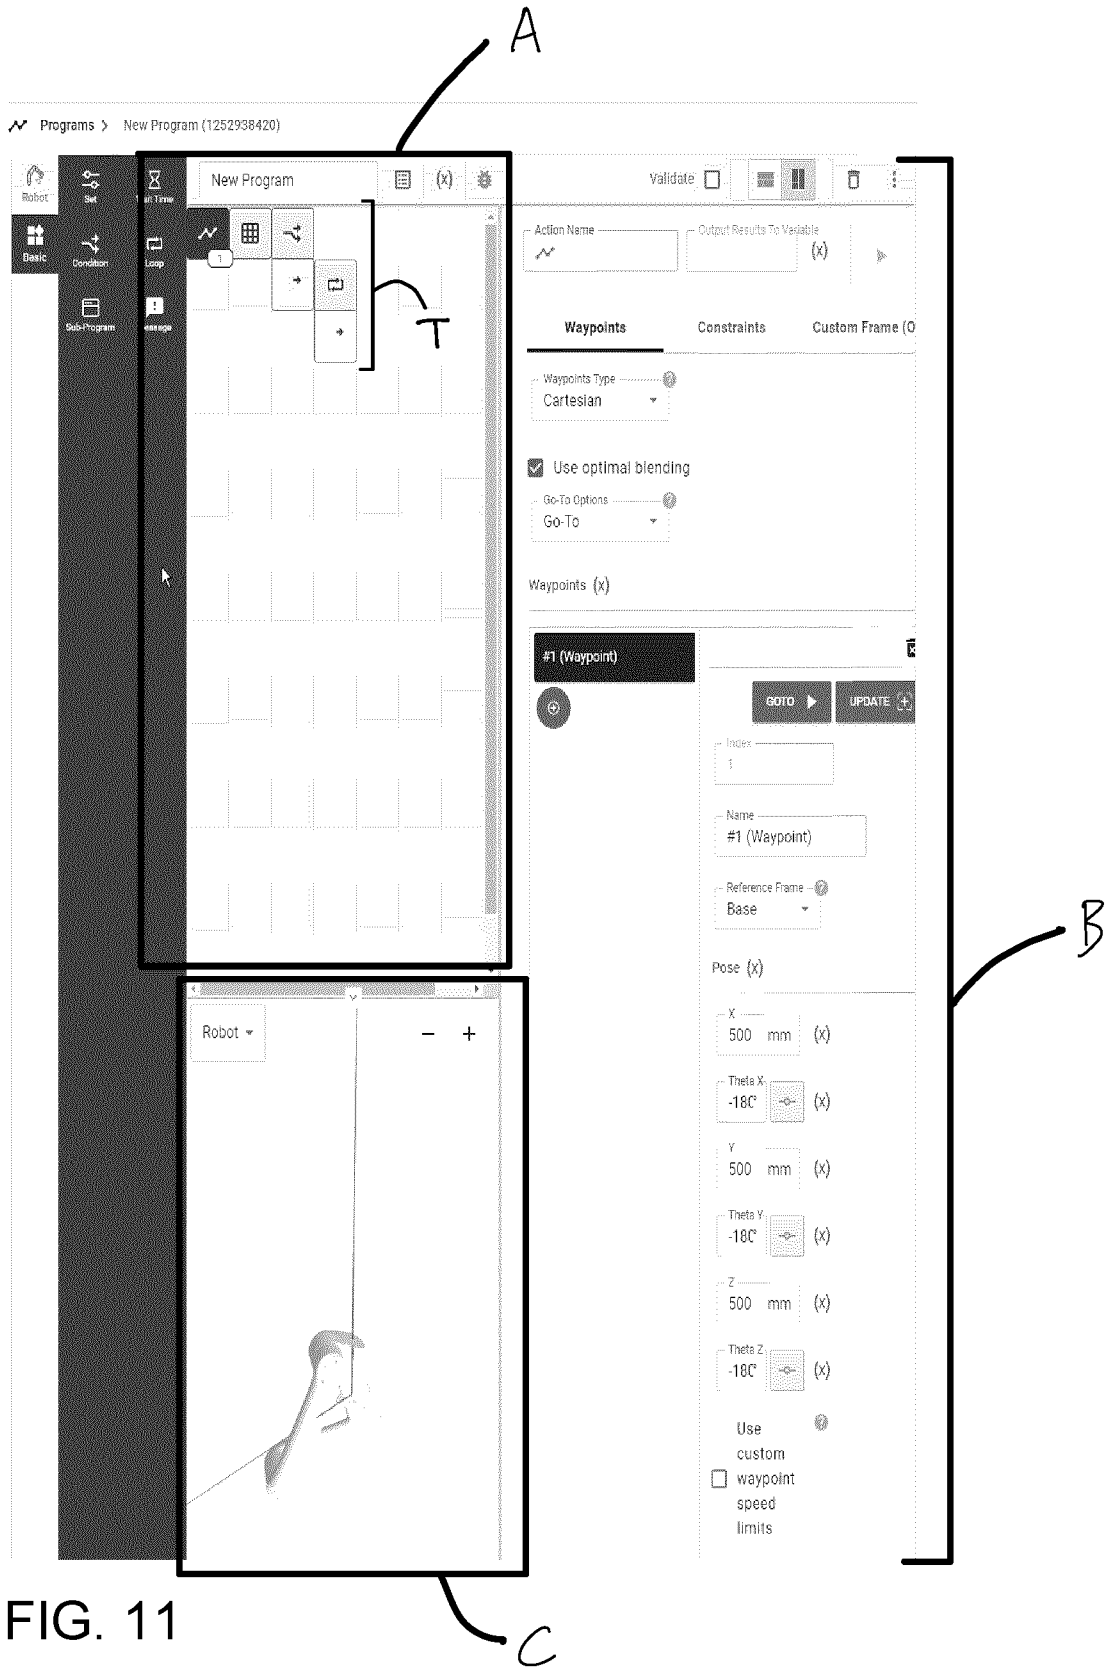 A
Programs > New Program (1252938420)
Robot
Set
Wait Time
New Program
(x)
Validate
Basic
Condition
Loop
1
Action Name
Output Results To Variable
(x)
Sub-Program
T
Waypoints
Constraints
Custom Frame (O
Waypoints Type
?
Cartesian
Use optimal blending
Go-To Options
?
Go-To
Waypoints (x)
#1 (Waypoint)
GOTO
UPDATE
Index
1
Name
#1 (Waypoint)
Reference Frame
?
Base
B
Pose (x)
Robot
- +
X
500 mm (x)
Theta X
-180° (x)
Y
500 mm (x)
Theta Y
-180° (x)
Z
500 mm (x)
Theta Z
-180° (x)
Use
?
custom
waypoint
speed
limits
FIG. 11
C